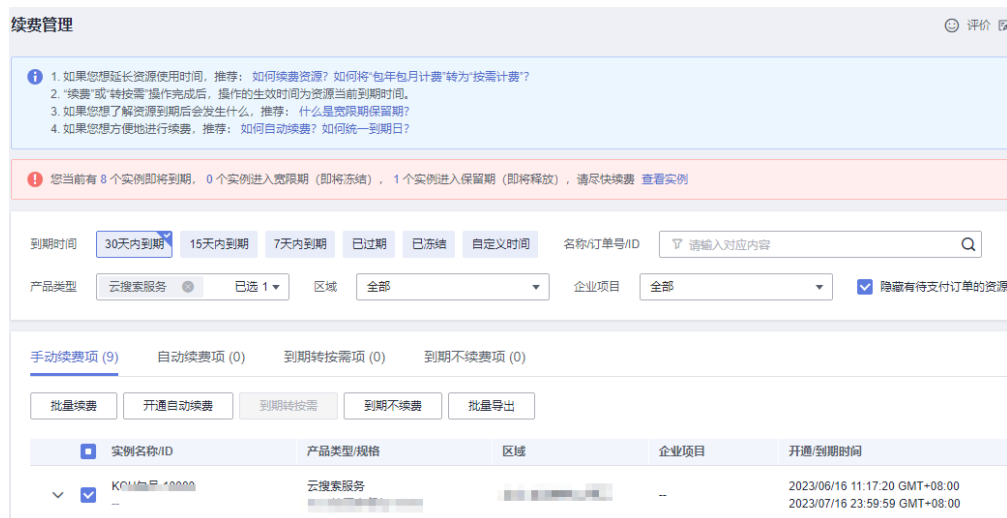 续费管理
评价
1. 如果您想延长资源使用时间，推荐： 如何续费资源？如何将“包年包月计费”转为“按需计费”？
2. “续费”或“转按需”操作完成后，操作的生效时间为资源当前到期时间。
3. 如果您想了解资源到期后会发生什么，推荐： 什么是宽限期保留期？
4. 如果您想方便地进行续费，推荐： 如何自动续费？如何统一到期日？
您当前有 8 个实例即将到期， 0 个实例进入宽限期（即将冻结）， 1 个实例进入保留期（即将释放），请尽快续费 查看实例
到期时间 30天内到期 15天内到期 7天内到期 已过期 已冻结 自定义时间 名称/订单号/ID 请输入对应内容
产品类型 云搜索服务 已选 1 区域 全部 企业项目 全部 隐藏有待支付订单的资源
手动续费项 (9) 自动续费项 (0) 到期转按需项 (0) 到期不续费项 (0)
批量续费 开通自动续费 到期转按需 到期不续费 批量导出
实例名称/ID 产品类型/规格 区域 企业项目 开通/到期时间
云搜索服务 -- 2023/06/16 11:17:20 GMT+08:00
-- 2023/07/16 23:59:59 GMT+08:00